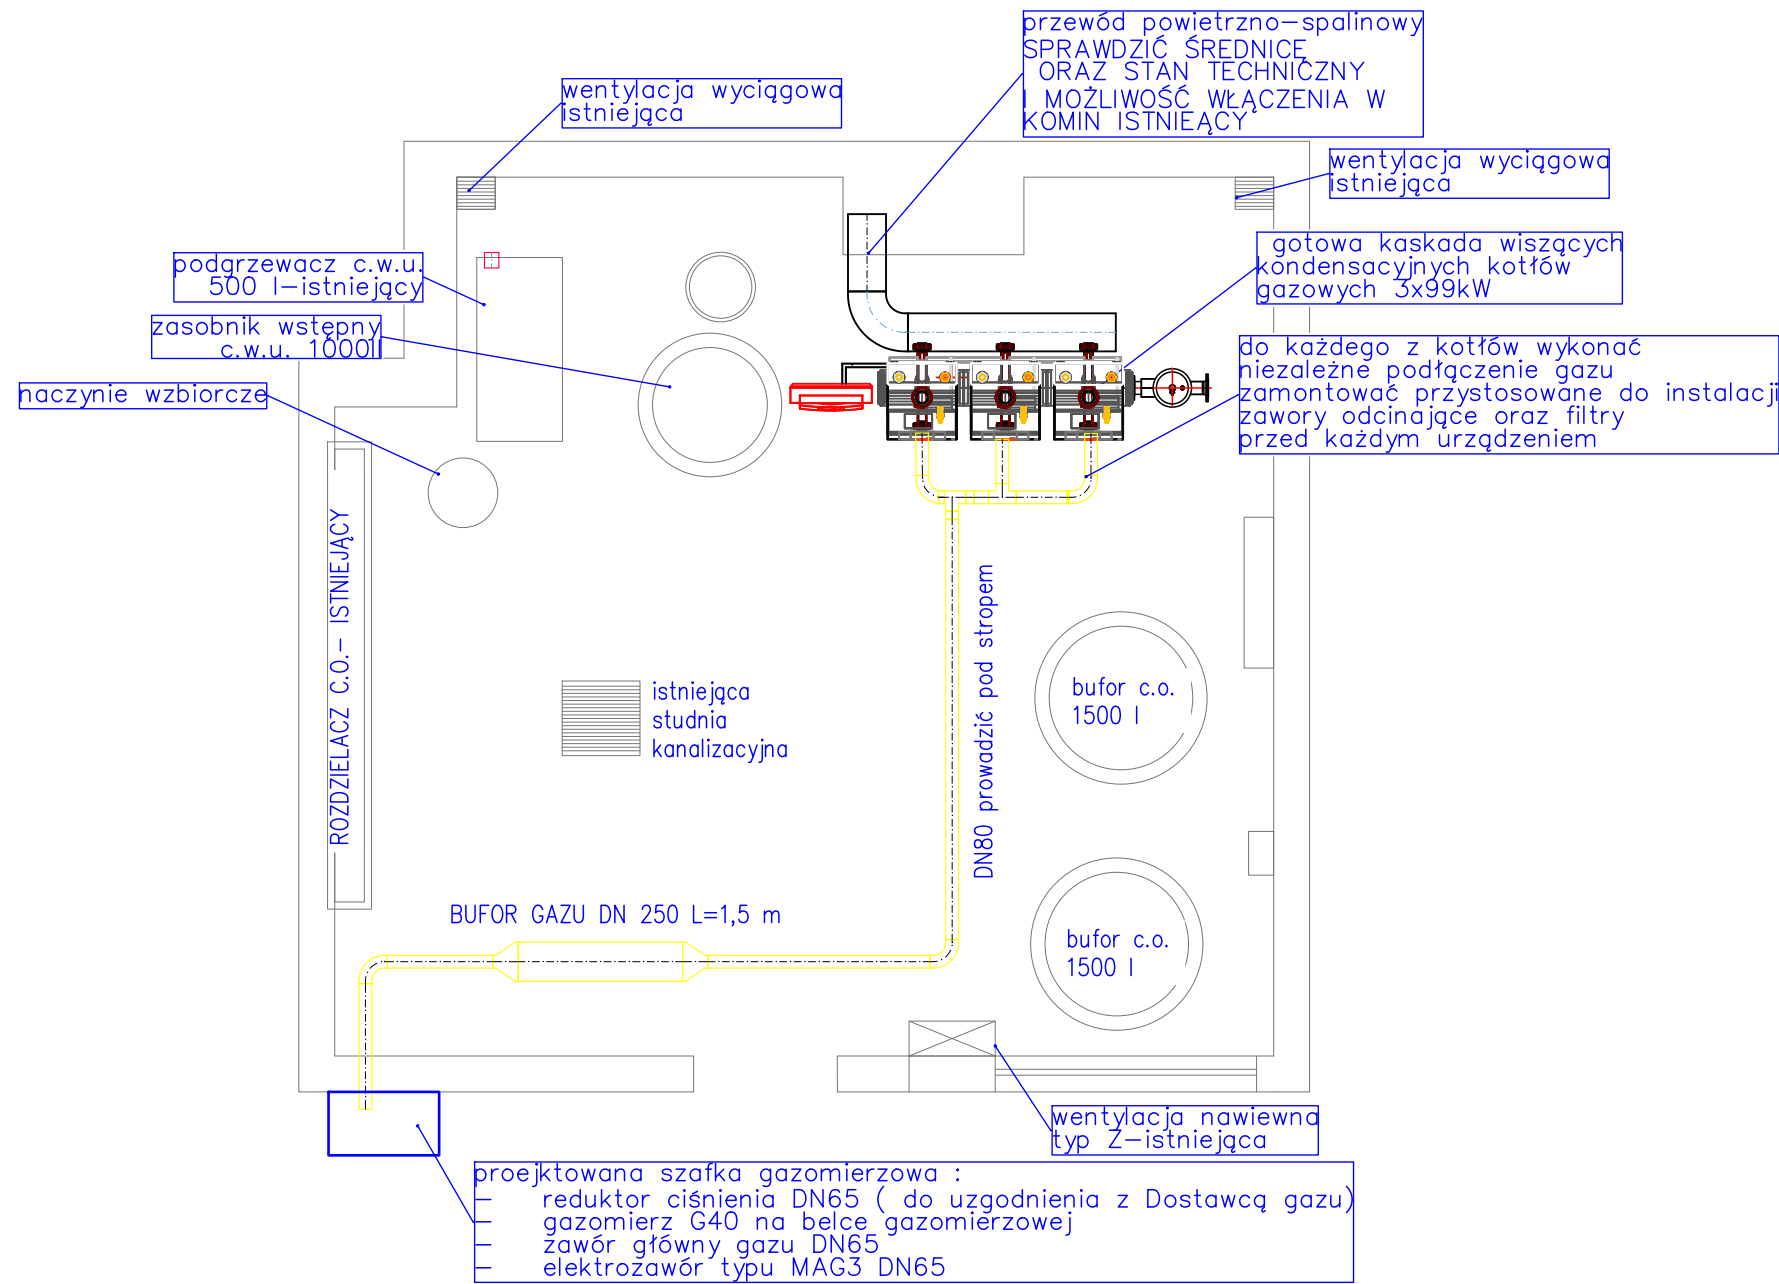 przewód powietrzno-spalinowy
SPRAWDZIĆ ŚREDNICĘ
ORAZ STAN TECHNICZNY
I MOŻLIWOŚĆ WŁĄCZENIA W
KOMIN ISTNIEĄCY
wentylacja wyciągowa
istniejąca
wentylacja wyciągowa
istniejąca
podgrzewacz c.w.u.
500 l-istniejący
zasobnik wstępny
c.w.u. 1000l
naczynie wzbiorcze
gotowa kaskada wiszących
kondensacyjnych kotłów
gazowych 3x99kW
do każdego z kotłów wykonać
niezależne podłączenie gazu
zamontować przystosowane do instalacji
zawory odcinające oraz filtry
przed każdym urządzeniem
ROZDZIELACZ C.O.- ISTNIEJĄCY
istniejąca
studnia
kanalizacyjna
DN80 prowadzić pod stropem
bufor c.o.
1500 l
BUFOR GAZU DN 250 L=1,5 m
bufor c.o.
1500 l
wentylacja nawiewna
typ Z-istniejąca
proejktowana szafka gazomierzowa :
- reduktor ciśnienia DN65 ( do uzgodnienia z Dostawcą gazu)
- gazomierz G40 na belce gazomierzowej
- zawór główny gazu DN65
- elektrozawór typu MAG3 DN65